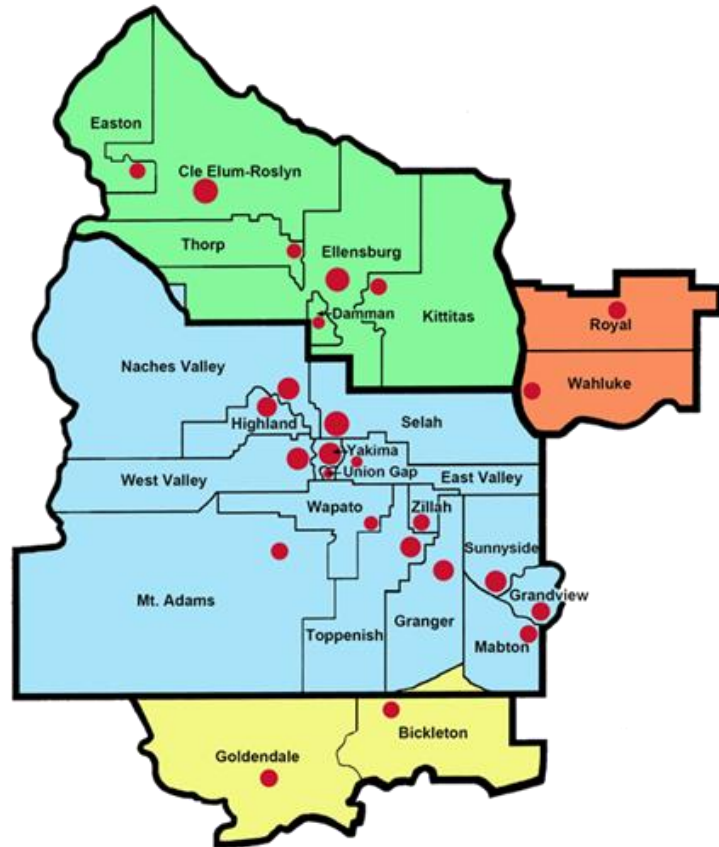 Easton
Cle Elum-Roslyn
Thorp
Ellensburg
Damman
Kittitas
Royal
Wahluke
Naches Valley
Highland
Selah
Yakima
Union Gap
West Valley
East Valley
Wapato
Zillah
Sunnyside
Grandview
Mt. Adams
Toppenish
Granger
Mabton
Goldendale
Bickleton